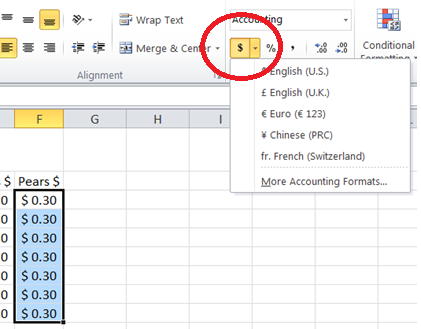 Wrap Text
Accounting
Merge & Center
$ % ,
.00
.00
Conditional
Alignment
$ English (U.S.)
£ English (U.K.)
€ Euro (€ 123)
¥ Chinese (PRC)
fr. French (Switzerland)
More Accounting Formats...
F G H I
$ Pears $
0 $ 0.30
0 $ 0.30
0 $ 0.30
0 $ 0.30
0 $ 0.30
0 $ 0.30
0 $ 0.30